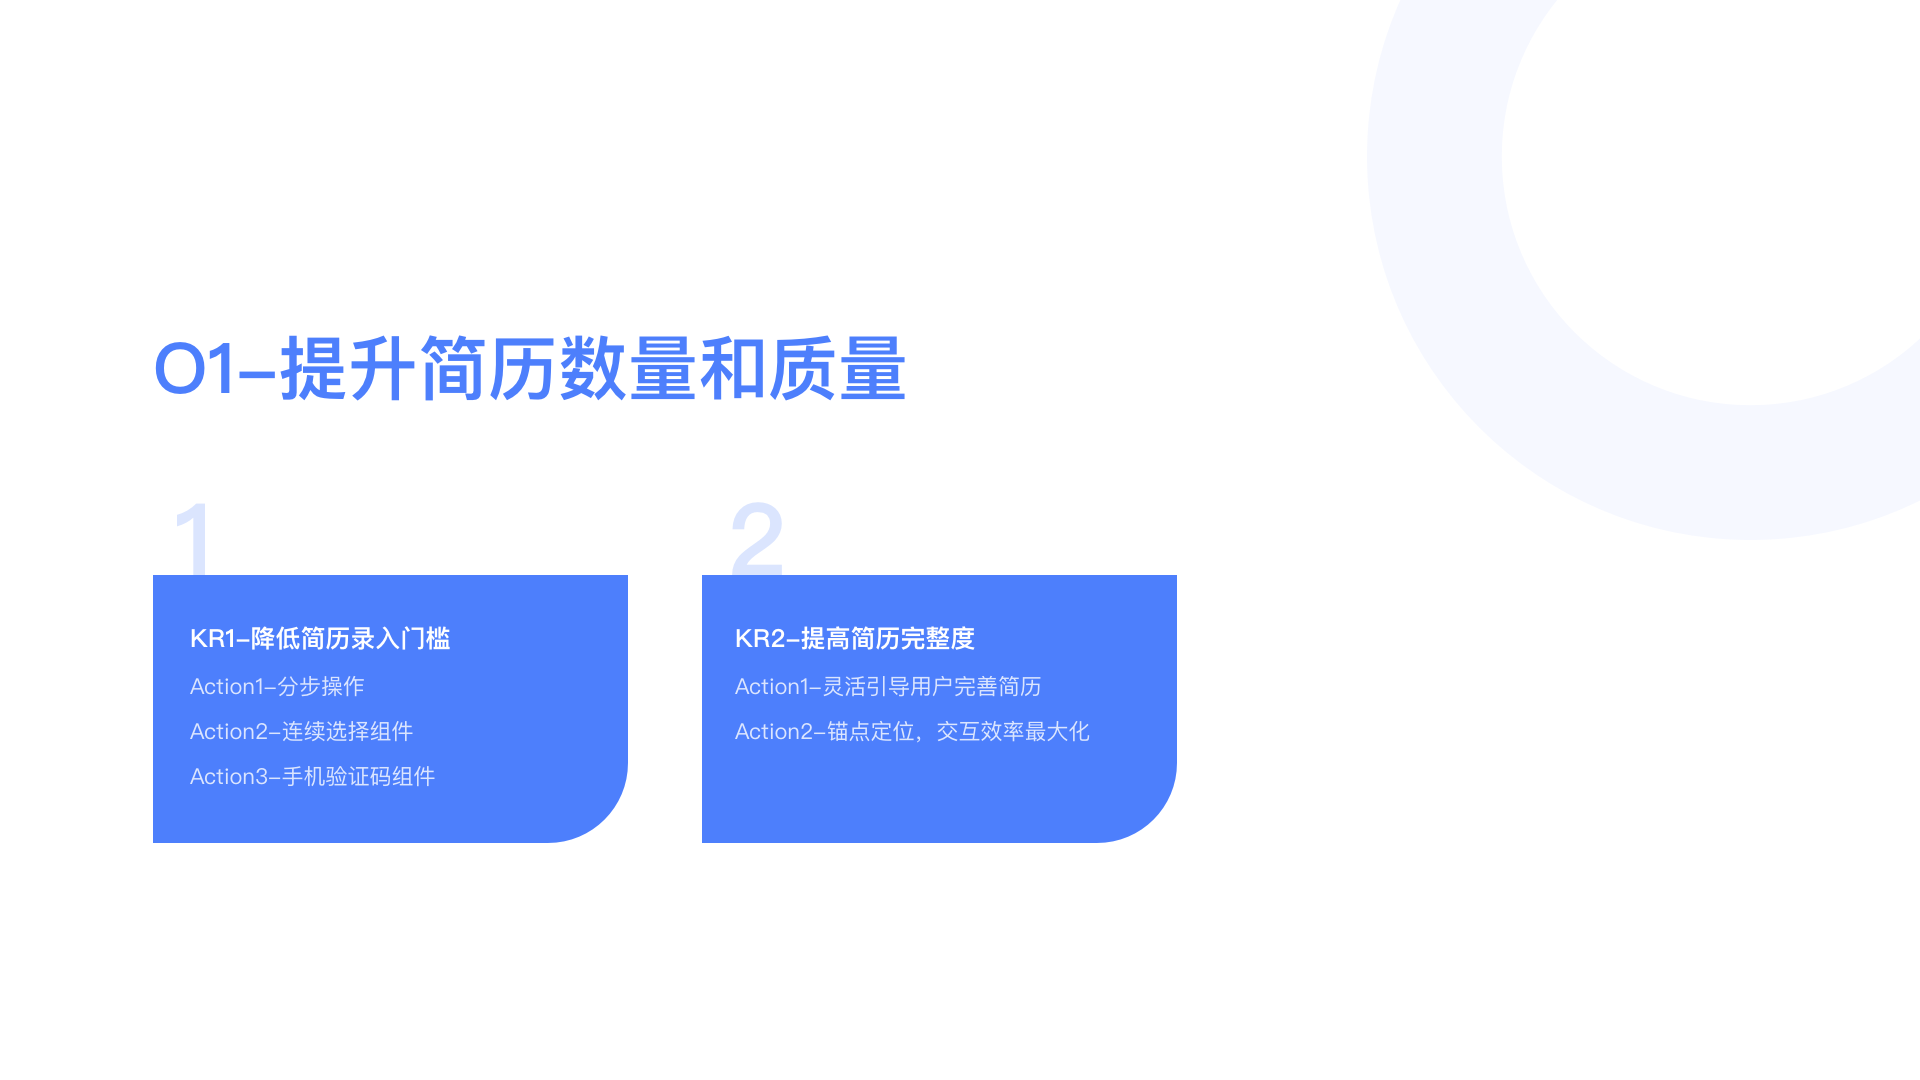 O1-提升简历数量和质量
1
KR1-降低简历录入门槛
Action1-分步操作
Action2-连续选择组件
Action3-手机验证码组件
2
KR2-提高简历完整度
Action1-灵活引导用户完善简历
Action2-锚点定位，交互效率最大化